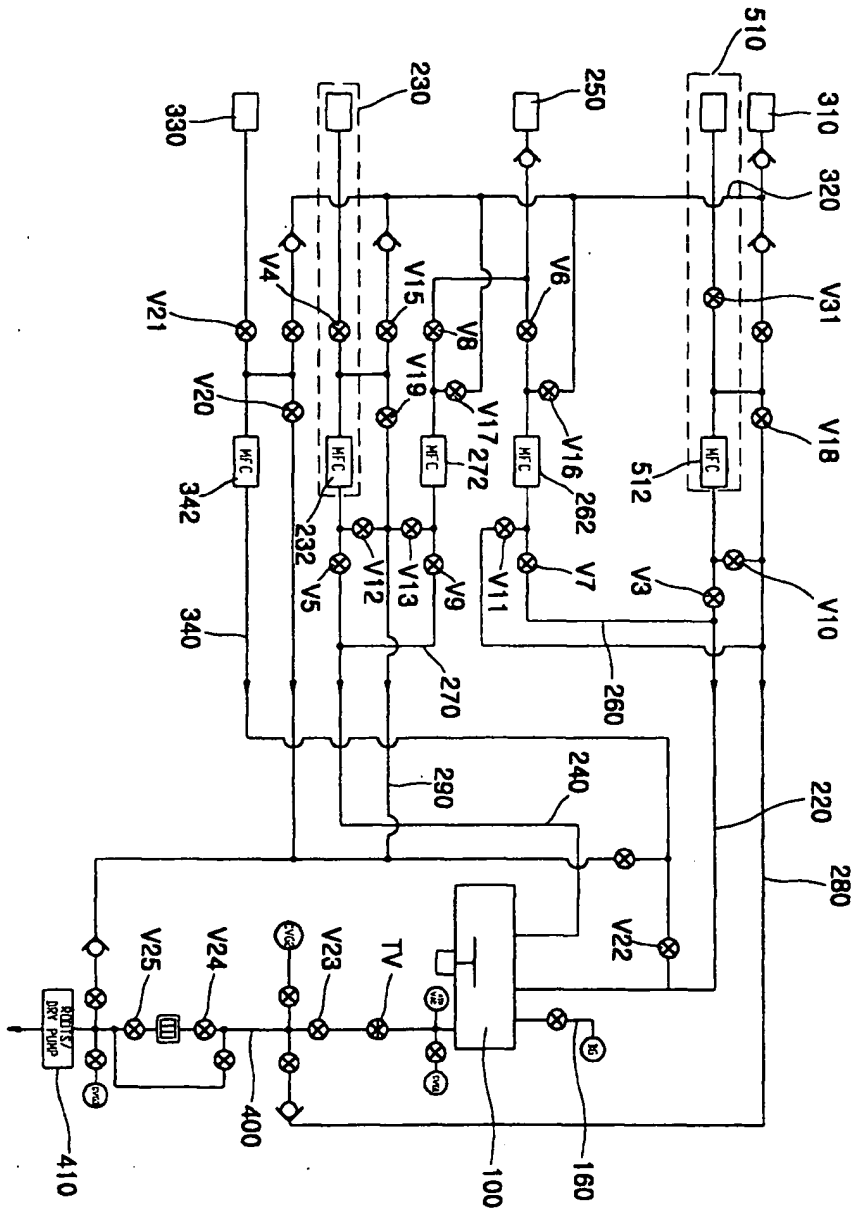 510
310
V31
V18
V10
280
320
220
MFC
512
V3
V22
250
V6
V16
260
160
MFC
262
V7
V11
240
100
V8
V17
272
MFC
V9
270
V15
V19
V13
290
TV
230
V4
V12
MFC
232
V5
V23
V20
400
330
V21
MFC
342
340
V24
V25
ROOTS/
DRY PUMP
410